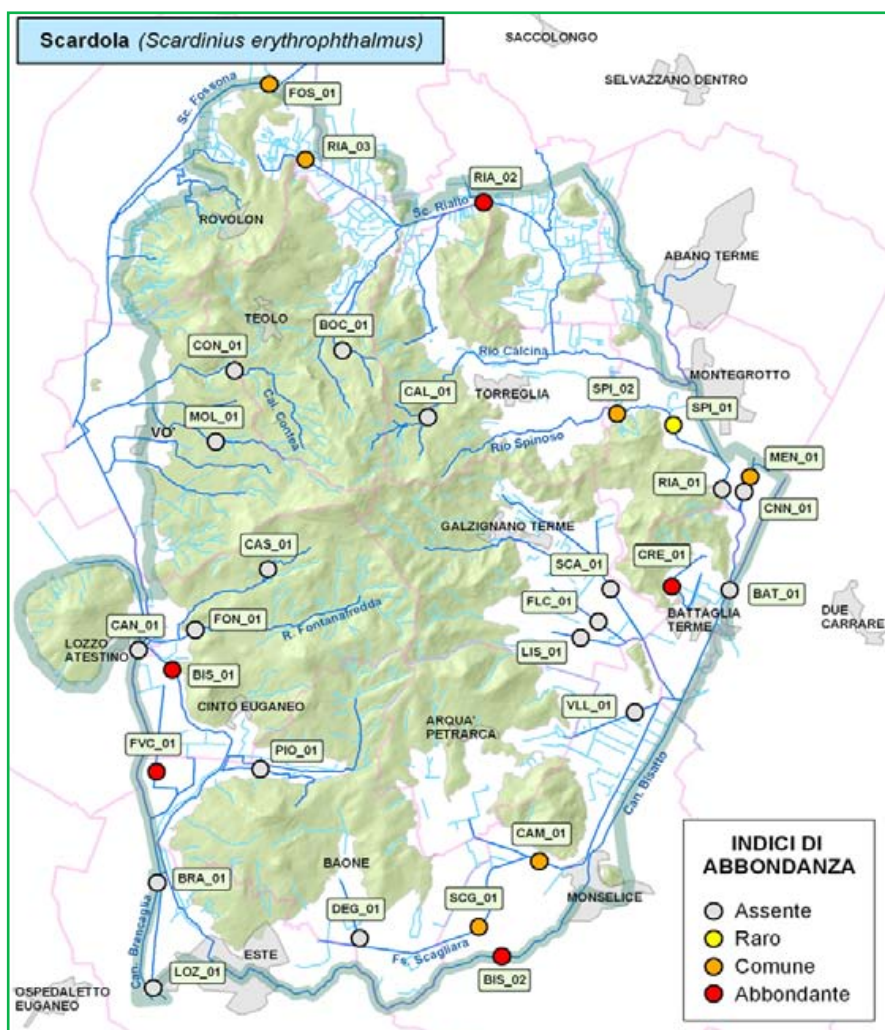 Scardola (Scardinius erythrophthalmus)
SACCOLONGO
SELVAZZANO DENTRO
Sc. Fossona
FOS_01
RIA_03
RIA_02
Sc. Rialto
ROVOLON
ABANO TERME
TEOLO
BOC_01
CON_01
Rio Calcina
MONTEGROTTO
CAL_01
TORREGLIA
SPI_02
SPI_01
MOL_01
Cal. Contea
VO'
Rio Spinoso
MEN_01
RIA_01
CNN_01
GALZIGNANO TERME
CAS_01
SCA_01
CRE_01
BAT_01
FLC_01
BATTAGLIA
TERME
DUE
CARRARE
CAN_01
FON_01
R. Fontanafredda
LOZZO
ATESTINO
LIS_01
BIS_01
CINTO EUGANEO
VLL_01
ARQUA'
PETRARCA
FVC_01
PIO_01
Can. Bisatto
CAM_01
BAONE
BRA_01
MONSELICE
DEG_01
SCG_01
Can. Brancaglia
Fs. Scagliara
ESTE
LOZ_01
BIS_02
OSPEDALETTO
EUGANEO
INDICI DI
ABBONDANZA
Assente
Raro
Comune
Abbondante